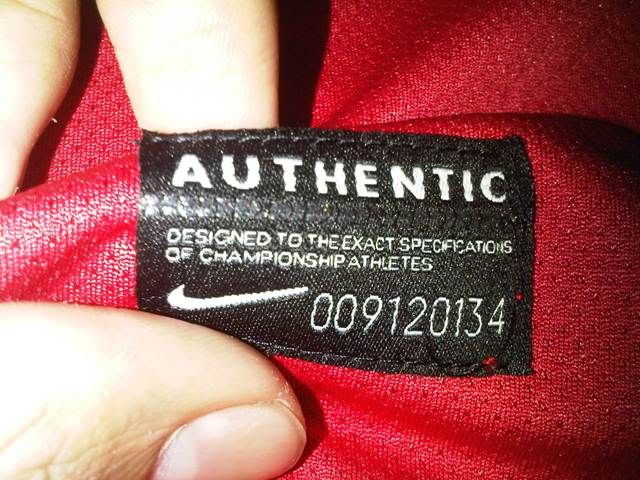 AUTHENTIC
DESIGNED TO THE EXACT SPECIFICATIONS
OF CHAMPIONSHIP ATHLETES
009120134